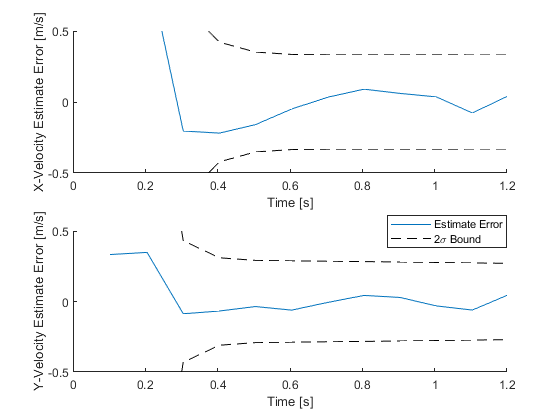 X-Velocity Estimate Error [m/s]
0.5
0
-0.5
0 0.2 0.4 0.6 0.8 1 1.2
Time [s]
Estimate Error
2σ Bound
Y-Velocity Estimate Error [m/s]
0.5
0
-0.5
0 0.2 0.4 0.6 0.8 1 1.2
Time [s]